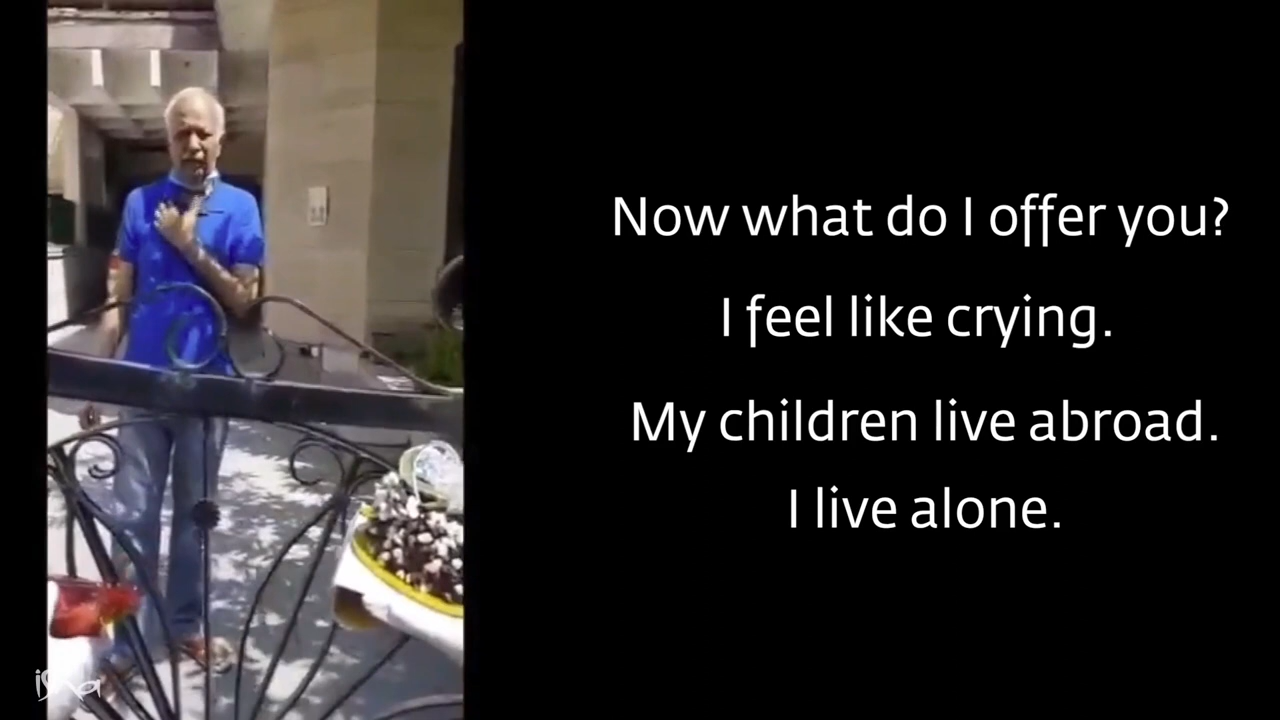 Now what do I offer you?
I feel like crying.
My children live abroad.
I live alone.
isha